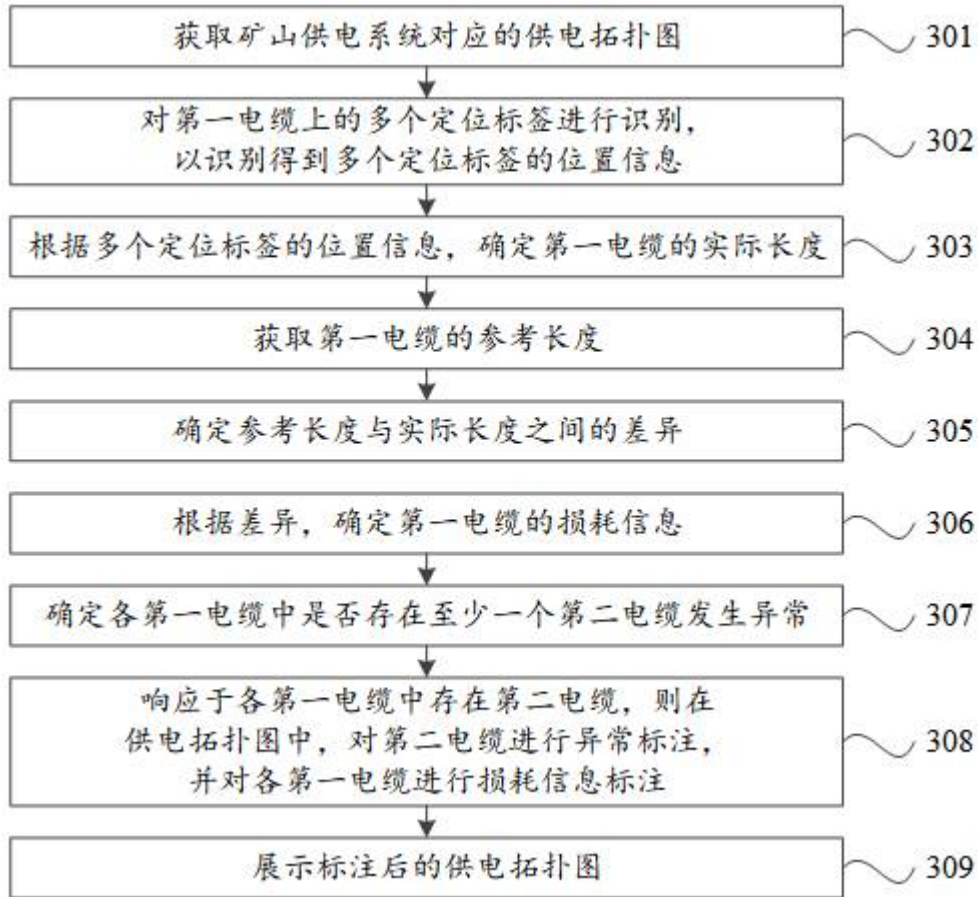 获取矿山供电系统对应的供电拓扑图
301
对第一电缆上的多个定位标签进行识别，
以识别得到多个定位标签的位置信息
302
根据多个定位标签的位置信息，确定第一电缆的实际长度
303
获取第一电缆的参考长度
304
确定参考长度与实际长度之间的差异
305
根据差异，确定第一电缆的损耗信息
306
确定各第一电缆中是否存在至少一个第二电缆发生异常
307
响应于各第一电缆中存在第二电缆，则在
供电拓扑图中，对第二电缆进行异常标注，
并对各第一电缆进行损耗信息标注
308
展示标注后的供电拓扑图
309